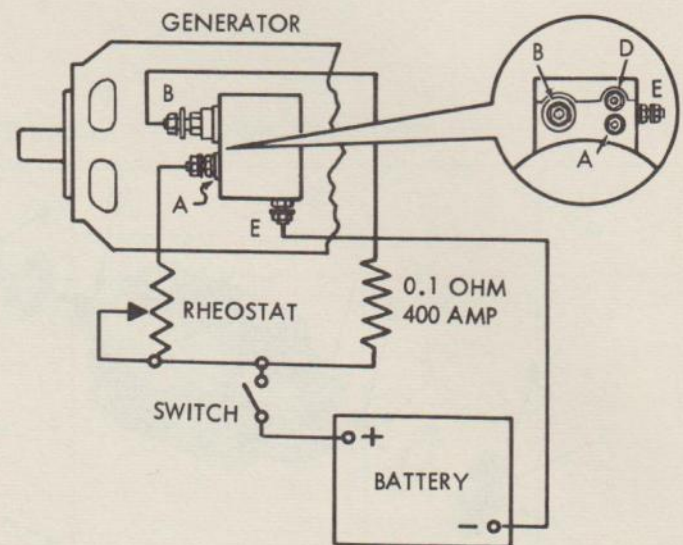 GENERATOR
B
D
B
E
A
A
E
RHEOSTAT
0.1 OHM
400 AMP
SWITCH
+
BATTERY
-